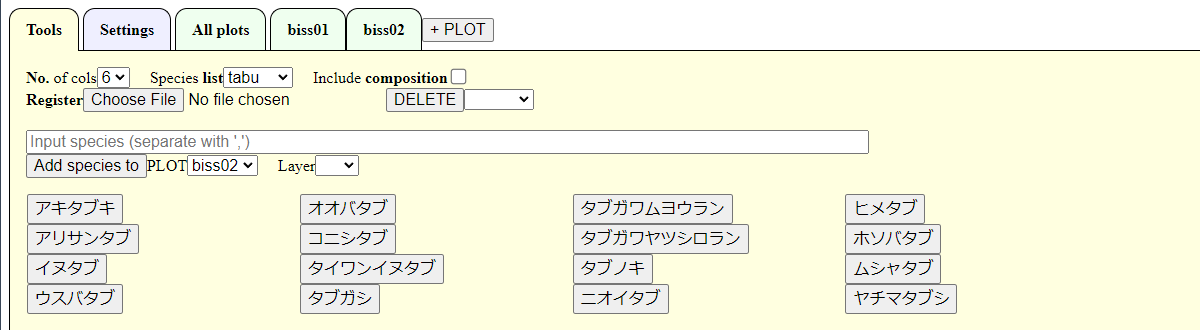 Tools Settings All plots biss01 biss02 + PLOT
No. of cols 6 Species list tabu Include composition
Register Choose File No file chosen DELETE
Input species (separate with ',')
Add species to PLOT biss02 Layer
アキタブキ オオバタブ タブガワムヨウラン ヒメタブ
アリサンタブ コニシタブ タブガワヤツシロラン ホソバタブ
イヌタブ タイワンイヌタブ タブノキ ムシャタブ
ウスバタブ タブガシ ニオイタブ ヤチマタブシ